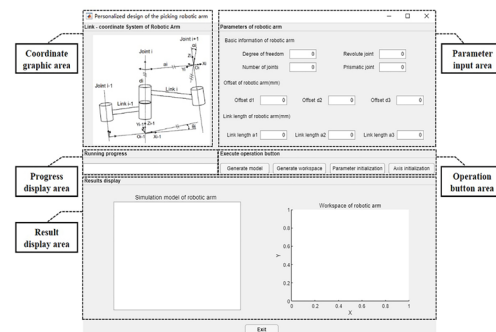 Personalized design of the picking robotic arm
Link - coordinate System of Robotic Arm
Parameters of robotic arm
Coordinate
graphic area
Parameter
input area
Joint i+1
Joint i
Joint i-1
Link i
Link i-1
Basic information of robotic arm
Degree of freedom 0 Revolute joint 0
Number of joints 0 Prismatic joint 0
Offset of robotic arm(mm)
Offset d1 0 Offset d2 0 Offset d3 0
Link length of robotic arm(mm)
Link length a1 0 Link length a2 0 Link length a3 0
Running progress
Execute operation button
Generate model Generate workspace Parameter initialization Axis initialization
Progress
display area
Operation
button area
Results display
Result
display area
Simulation model of robotic arm
Workspace of robotic arm
1
0.8
0.6
Y
0.4
0.2
0
0 0.2 0.4 0.6 0.8 1
X
Exit